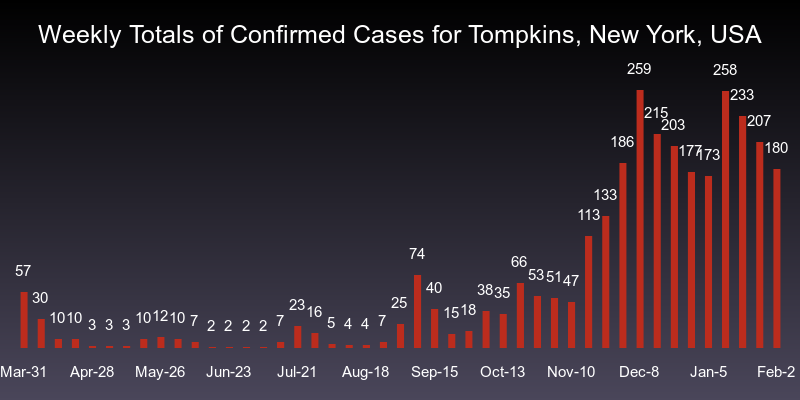 Weekly Totals of Confirmed Cases for Tompkins, New York, USA
57 30 10 10 3 3 3 10 12 10 7 2 2 2 2 7 23 16 5 4 4 7 25 74 40 15 18 38 35 66 53 51 47 113 133 186 259 215 203 177 173 258 233 207 180
Mar-31 Apr-28 May-26 Jun-23 Jul-21 Aug-18 Sep-15 Oct-13 Nov-10 Dec-8 Jan-5 Feb-2